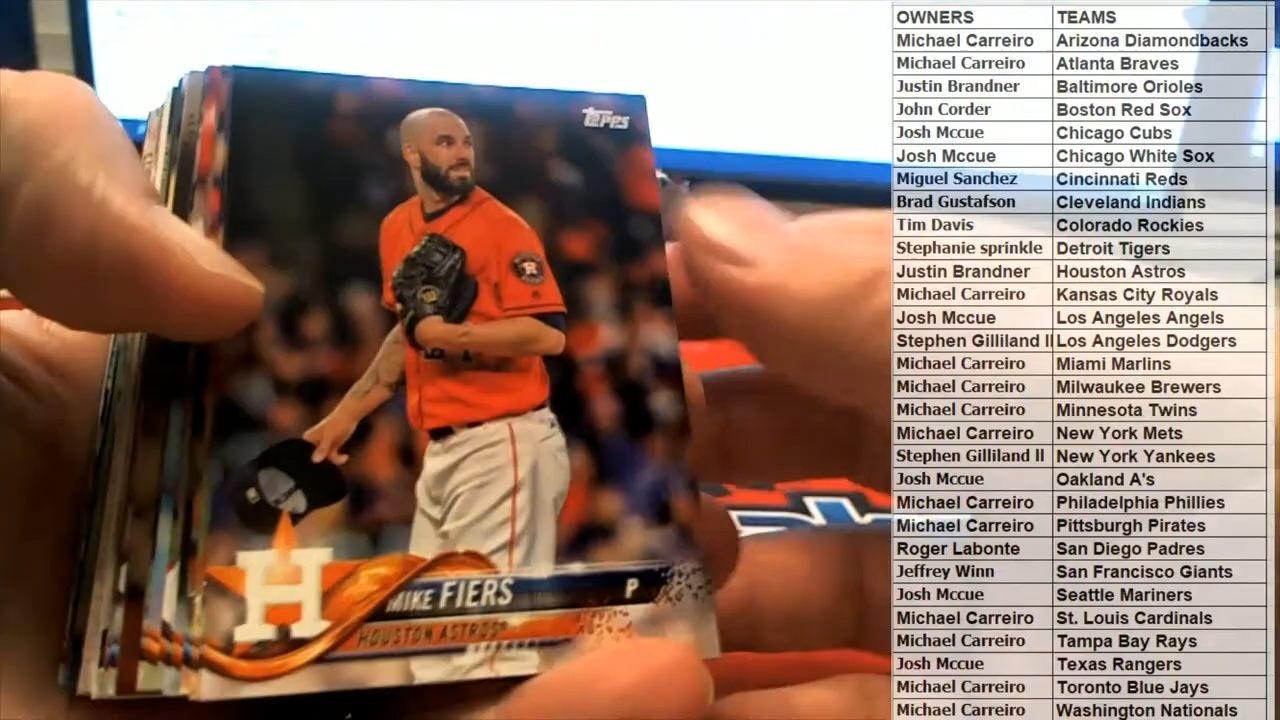 topps
H
MIKE FIERS P
HOUSTON ASTROS
OWNERS TEAMS
Michael Carreiro Arizona Diamondbacks
Michael Carreiro Atlanta Braves
Justin Brandner Baltimore Orioles
John Corder Boston Red Sox
Josh Mccue Chicago Cubs
Josh Mccue Chicago White Sox
Miguel Sanchez Cincinnati Reds
Brad Gustafson Cleveland Indians
Tim Davis Colorado Rockies
Stephanie sprinkle Detroit Tigers
Justin Brandner Houston Astros
Michael Carreiro Kansas City Royals
Josh Mccue Los Angeles Angels
Stephen Gilliland II Los Angeles Dodgers
Michael Carreiro Miami Marlins
Michael Carreiro Milwaukee Brewers
Michael Carreiro Minnesota Twins
Michael Carreiro New York Mets
Stephen Gilliland II New York Yankees
Josh Mccue Oakland A's
Michael Carreiro Philadelphia Phillies
Michael Carreiro Pittsburgh Pirates
Roger Labonte San Diego Padres
Jeffrey Winn San Francisco Giants
Josh Mccue Seattle Mariners
Michael Carreiro St. Louis Cardinals
Michael Carreiro Tampa Bay Rays
Josh Mccue Texas Rangers
Michael Carreiro Toronto Blue Jays
Michael Carreiro Washington Nationals